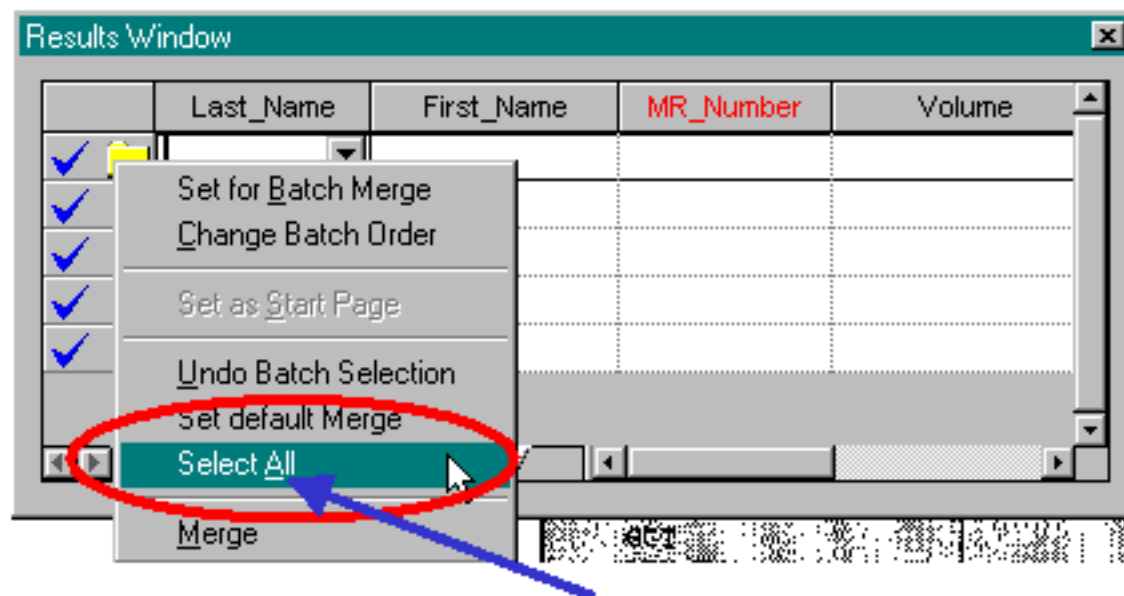 Results Window
Last_Name First_Name MR_Number Volume
Set for Batch Merge
Change Batch Order
Set as Start Page
Undo Batch Selection
Set default Merge
Select All
Merge